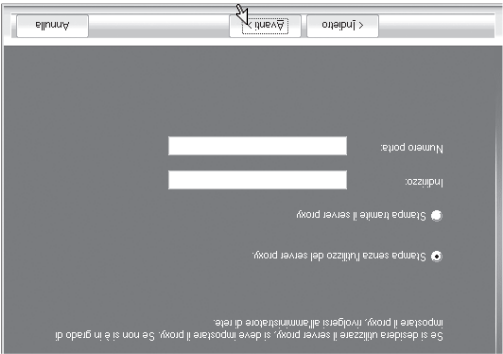 Se si desidera utilizzare il server proxy, si deve impostare il proxy. Se non si è in grado di
impostare il proxy, rivolgersi all'amministratore di rete.
Stampa senza l'utilizzo del server proxy.
Stampa tramite il server proxy
Indirizzo:
Numero porta:
< Indietro
Avanti >
Annulla